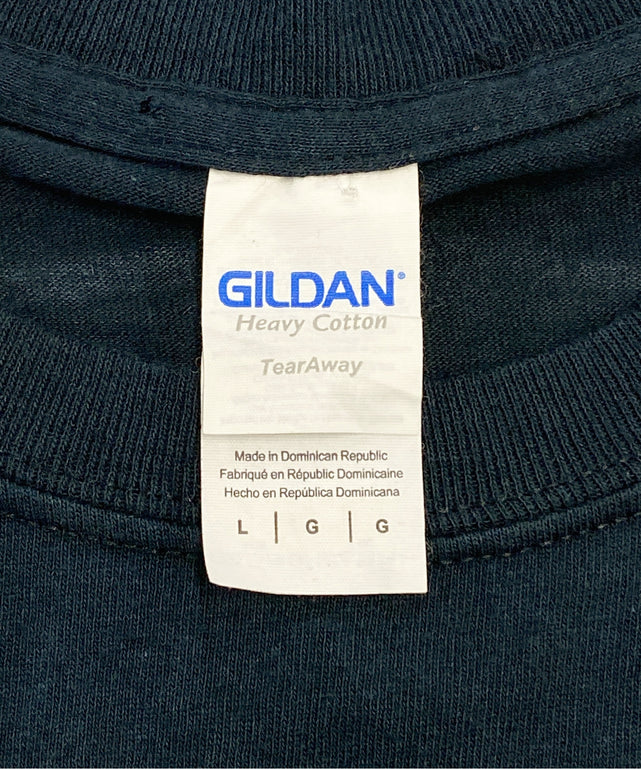 GILDAN®
Heavy Cotton
TearAway
Made in Dominican Republic
Fabriqué en Républic Dominicaine
Hecho en República Dominicana
L | G | G